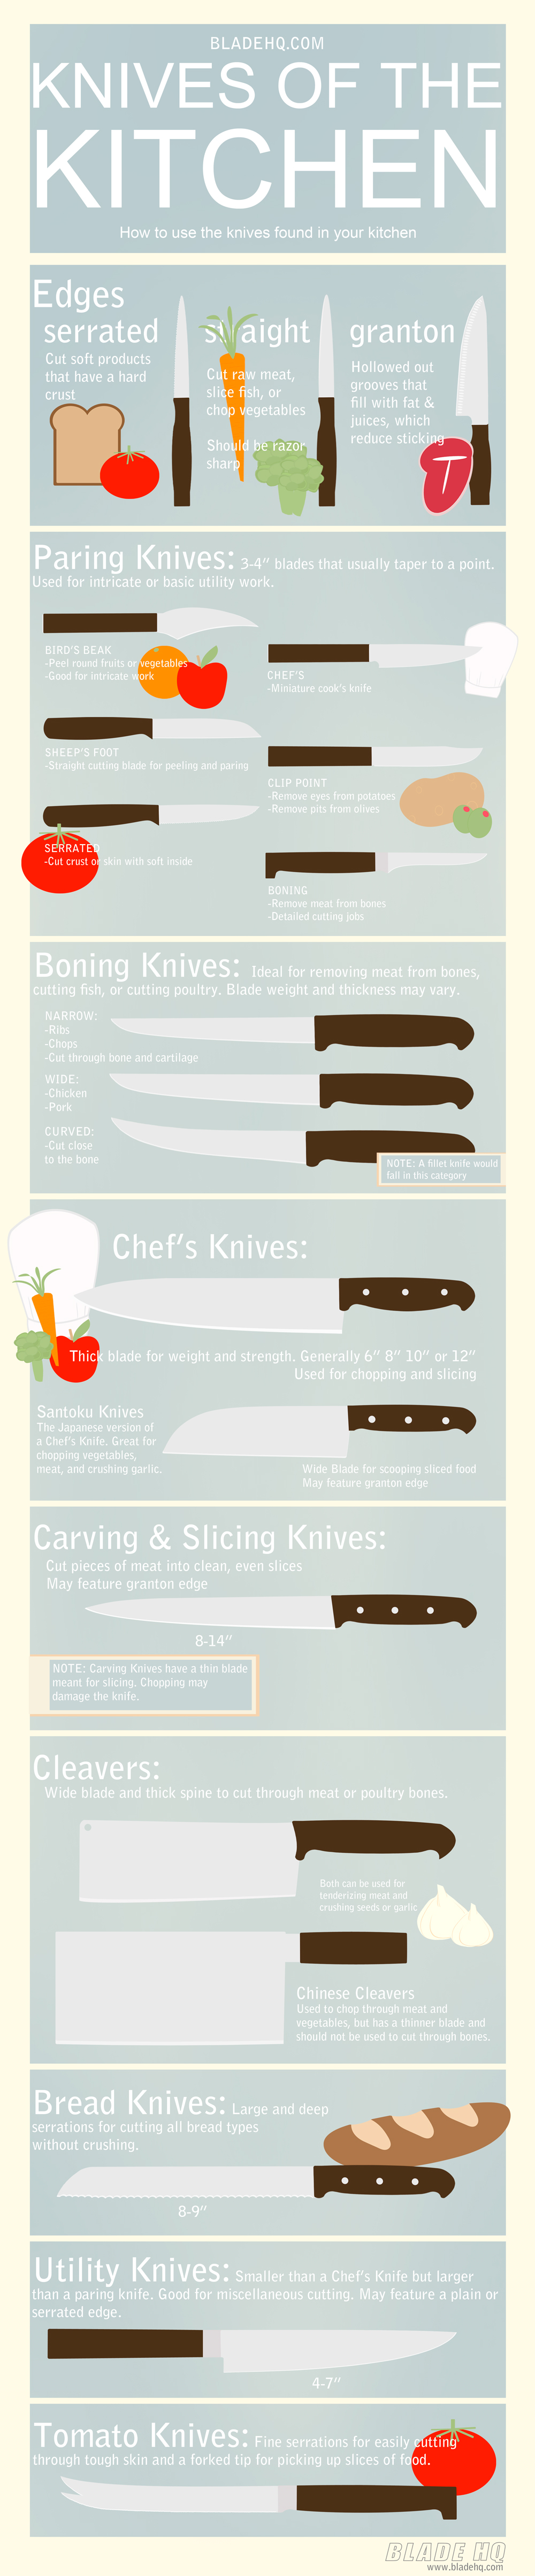 BLADEHQ.COM
KNIVES OF THE
KITCHEN
How to use the knives found in your kitchen
Edges
serrated
Cut soft products
that have a hard
crust
straight
Cut raw meat,
slice fish, or
chop vegetables
Should be razor
sharp
granton
Hollowed out
grooves that
fill with fat &
juices, which
reduce sticking
Paring Knives: 3-4” blades that usually taper to a point.
Used for intricate or basic utility work.
BIRD’S BEAK
-Peel round fruits or vegetables
-Good for intricate work
CHEF’S
-Miniature cook’s knife
SHEEP’S FOOT
-Straight cutting blade for peeling and paring
CLIP POINT
-Remove eyes from potatoes
-Remove pits from olives
SERRATED
-Cut crust or skin with soft inside
BONING
-Remove meat from bones
-Detailed cutting jobs
Boning Knives: Ideal for removing meat from bones,
cutting fish, or cutting poultry. Blade weight and thickness may vary.
NARROW:
-Ribs
-Chops
-Cut through bone and cartilage
WIDE:
-Chicken
-Pork
CURVED:
-Cut close
to the bone
NOTE: A fillet knife would
fall in this category
Chef’s Knives:
Thick blade for weight and strength. Generally 6” 8” 10” or 12”
Used for chopping and slicing
Santoku Knives
The Japanese version of
a Chef’s Knife. Great for
chopping vegetables,
meat, and crushing garlic.
Wide Blade for scooping sliced food
May feature granton edge
Carving & Slicing Knives:
Cut pieces of meat into clean, even slices
May feature granton edge
8-14”
NOTE: Carving Knives have a thin blade
meant for slicing. Chopping may
damage the knife.
Cleavers:
Wide blade and thick spine to cut through meat or poultry bones.
Both can be used for
tenderizing meat and
crushing seeds or garlic
Chinese Cleavers
Used to chop through meat and
vegetables, but has a thinner blade and
should not be used to cut through bones.
Bread Knives: Large and deep
serrations for cutting all bread types
without crushing.
8-9”
Utility Knives: Smaller than a Chef’s Knife but larger
than a paring knife. Good for miscellaneous cutting. May feature a plain or
serrated edge.
4-7”
Tomato Knives: Fine serrations for easily cutting
through tough skin and a forked tip for picking up slices of food.
BLADE HQ
www.bladehq.com